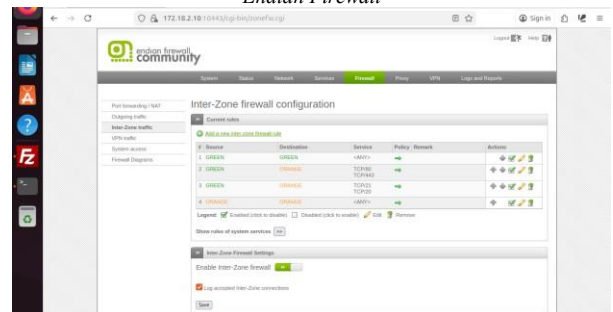 Endian Firewall
172.18.2.18:10443/cgi-bin/zonefw.cgi
Sign in
endian firewall
community
Logout Help
System Status Network Services Firewall Proxy VPN Logs and Reports
Port forwarding / NAT
Outgoing traffic
Inter-Zone traffic
VPN traffic
System access
Firewall Diagrams
Inter-Zone firewall configuration
Current rules
Add a new inter-zone firewall rule
# Source Destination Service Policy Remark Actions
1 GREEN GREEN <ANY>
2 GREEN ORANGE TCP/80
TCP/443
3 GREEN ORANGE TCP/21
TCP/20
4 ORANGE ORANGE <ANY>
Legend: Enabled (click to disable) Disabled (click to enable) Edit Remove
Show rules of system services >>
Inter-Zone Firewall Settings
Enable Inter-Zone firewall
Log accepted Inter-Zone connections
Save